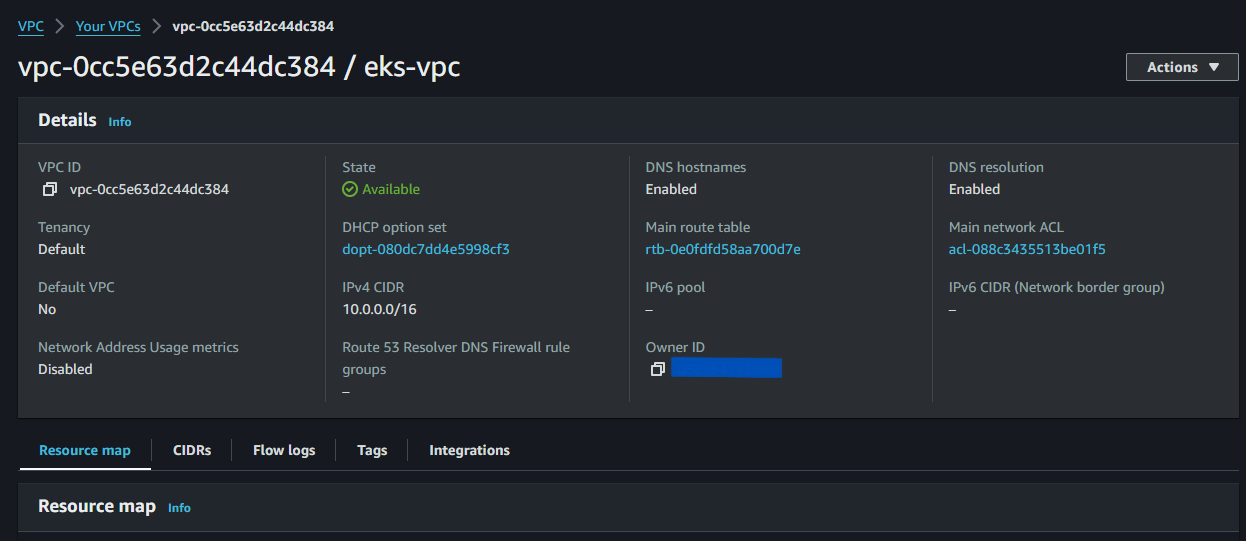 VPC > Your VPCs > vpc-0cc5e63d2c44dc384
vpc-0cc5e63d2c44dc384 / eks-vpc
Actions
Details Info
VPC ID
vpc-0cc5e63d2c44dc384
State
Available
DNS hostnames
Enabled
DNS resolution
Enabled
Tenancy
Default
DHCP option set
dopt-080dc7dd4e5998cf3
Main route table
rtb-0e0fdfd58aa700d7e
Main network ACL
acl-088c3435513be01f5
Default VPC
No
IPv4 CIDR
10.0.0.0/16
IPv6 pool
–
IPv6 CIDR (Network border group)
–
Network Address Usage metrics
Disabled
Route 53 Resolver DNS Firewall rule
groups
–
Owner ID
Resource map CIDRs Flow logs Tags Integrations
Resource map Info